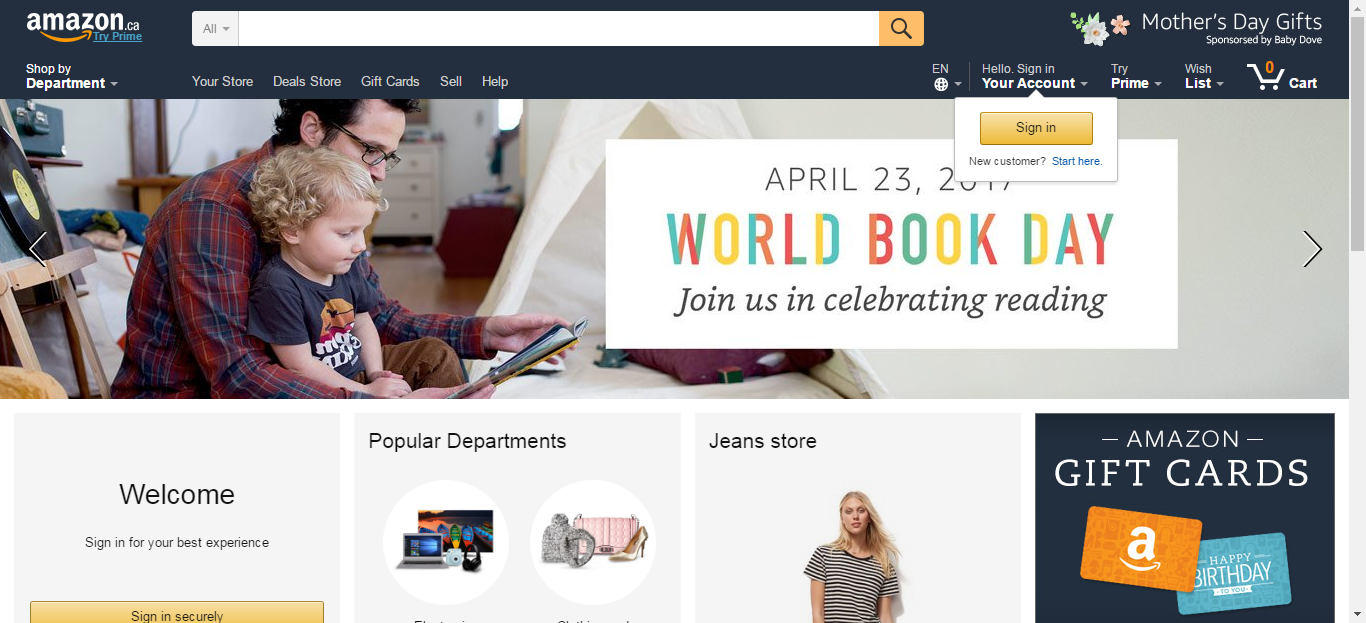 amazon.ca
Try Prime
All
Mother's Day Gifts
Sponsorsed by Baby Dove
Shop by
Department
Your Store
Deals Store
Gift Cards
Sell
Help
EN
Hello. Sign in
Your Account
Try
Prime
Wish
List
0
Cart
Sign in
New customer? Start here.
APRIL 23, 2017
WORLD BOOK DAY
Join us in celebrating reading
Welcome
Sign in for your best experience
Sign in securely
Popular Departments
Jeans store
AMAZON
GIFT CARDS
a
HAPPY
BIRTHDAY
TO YOU